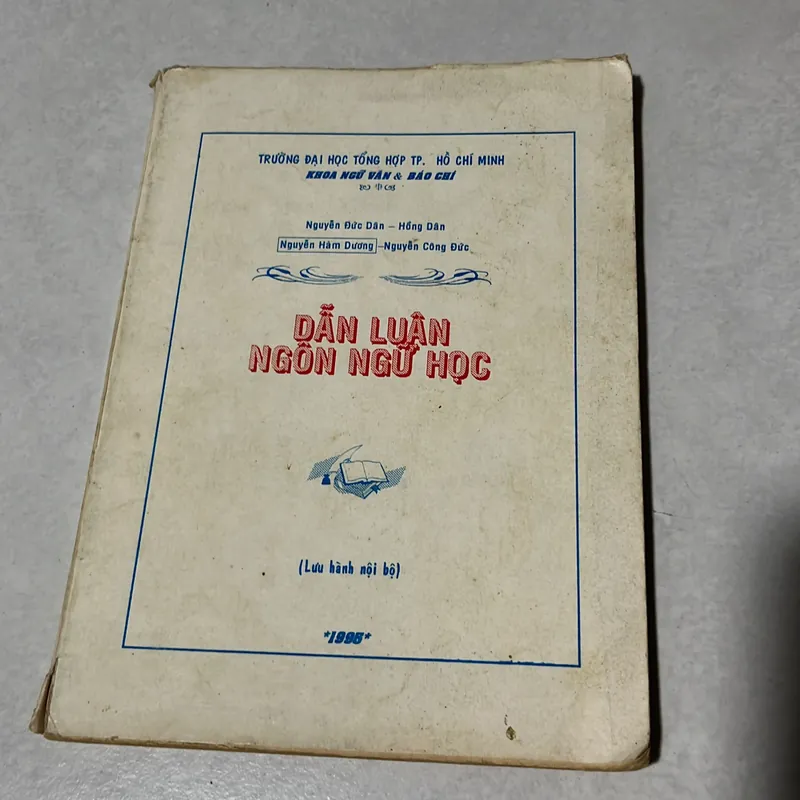 TRƯỜNG ĐẠI HỌC TỔNG HỢP TP. HỒ CHÍ MINH
KHOA NGỮ VĂN & BÁO CHÍ
Nguyễn Đức Dân – Hồng Dân
Nguyễn Hàm Dương –Nguyễn Công Đức
DẪN LUẬN
NGÔN NGỮ HỌC
(Lưu hành nội bộ)
*1995*